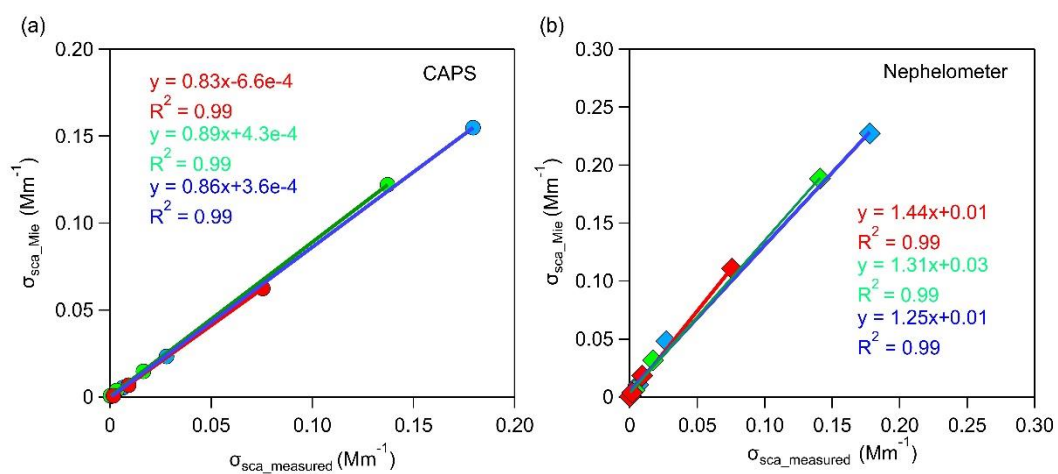 (a)
CAPS
y = 0.83x-6.6e-4
R² = 0.99
y = 0.89x+4.3e-4
R² = 0.99
y = 0.86x+3.6e-4
R² = 0.99
0.20
0.15
0.10
0.05
0
σsca_Mie (Mm⁻¹)
0 0.05 0.10 0.15 0.20
σsca_measured (Mm⁻¹)
(b)
Nephelometer
0.30
0.25
0.20
0.15
0.10
0.05
0
σsca_Mie (Mm⁻¹)
y = 1.44x+0.01
R² = 0.99
y = 1.31x+0.03
R² = 0.99
y = 1.25x+0.01
R² = 0.99
0 0.05 0.10 0.15 0.20 0.25 0.30
σsca_measured (Mm⁻¹)